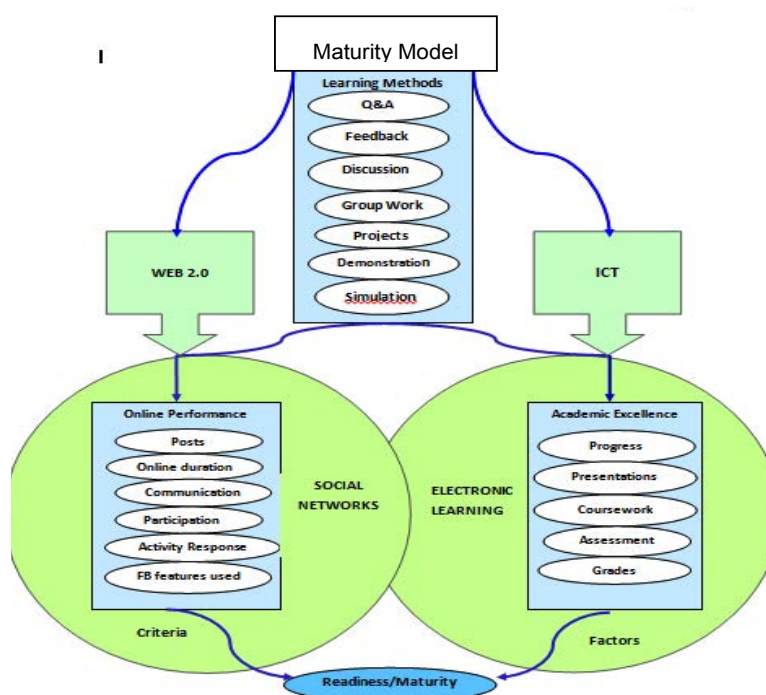 I
Maturity Model
Learning Methods
Q&A
Feedback
Discussion
Group Work
Projects
Demonstration
Simulation
WEB 2.0
ICT
Online Performance
Posts
Online duration
Communication
Participation
Activity Response
FB features used
SOCIAL
NETWORKS
ELECTRONIC
LEARNING
Academic Excellence
Progress
Presentations
Coursework
Assessment
Grades
Criteria
Factors
Readiness/Maturity